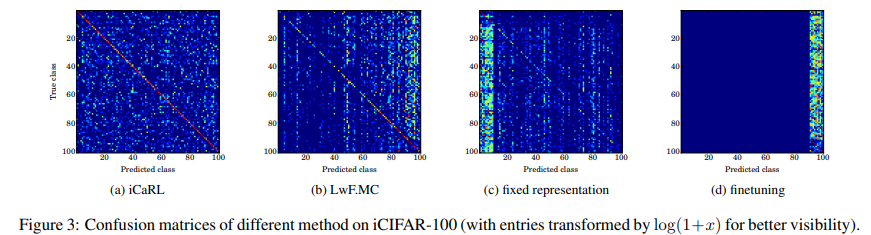 True class
20
40
60
80
100
20 40 60 80 100
Predicted class
(a) iCaRL
20
40
60
80
100
20 40 60 80 100
Predicted class
(b) LwF.MC
20
40
60
80
100
20 40 60 80 100
Predicted class
(c) fixed representation
20
40
60
80
100
20 40 60 80 100
Predicted class
(d) finetuning
Figure 3: Confusion matrices of different method on iCIFAR-100 (with entries transformed by log(1+x) for better visibility).